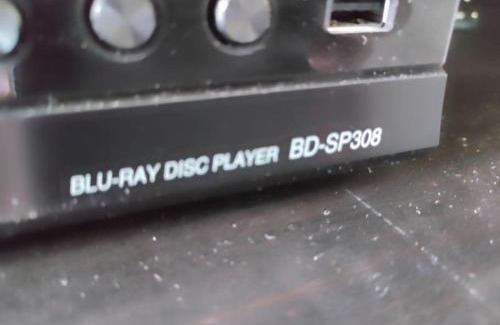 BLU-RAY DISC PLAYER BD-SP308